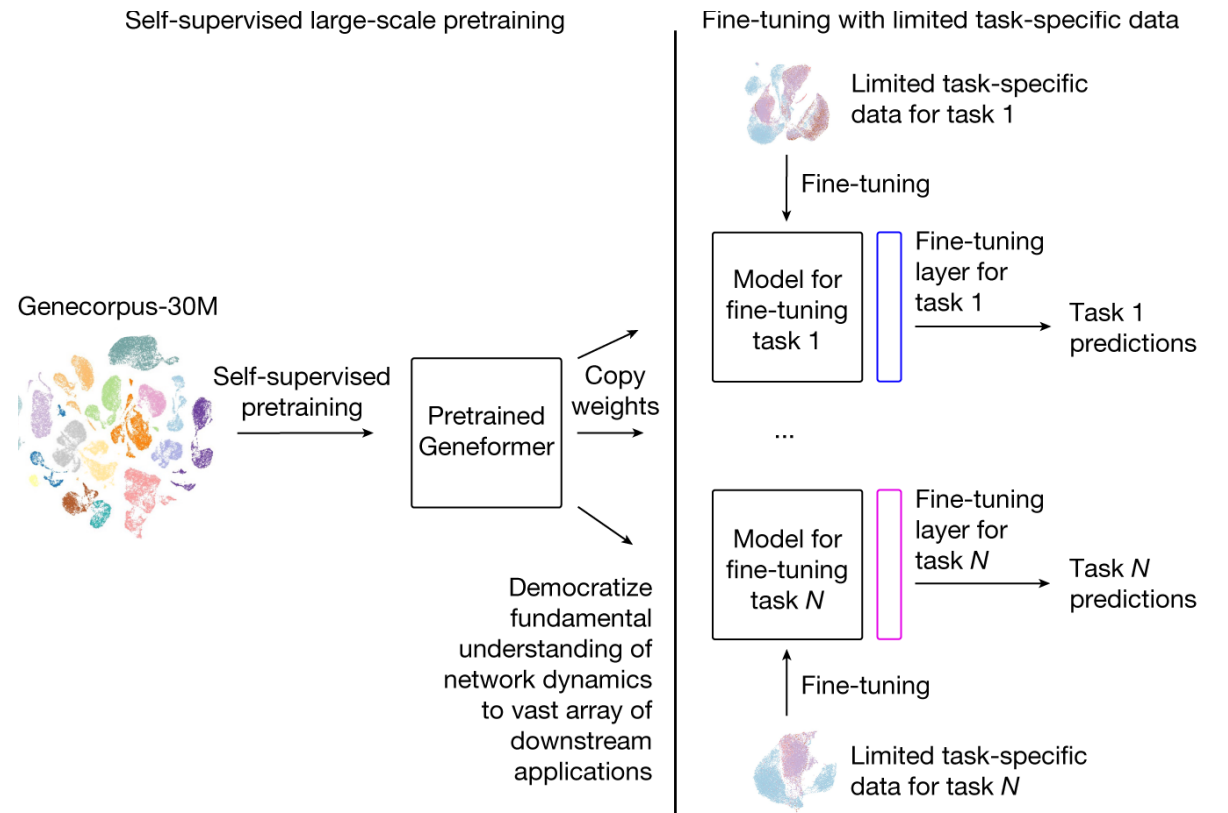 Self-supervised large-scale pretraining
Genecorpus-30M
Self-supervised
pretraining
Pretrained
Geneformer
Copy
weights
Democratize
fundamental
understanding of
network dynamics
to vast array of
downstream
applications
Fine-tuning with limited task-specific data
Limited task-specific
data for task 1
Fine-tuning
Model for
fine-tuning
task 1
Fine-tuning
layer for
task 1
Task 1
predictions
...
Model for
fine-tuning
task N
Fine-tuning
layer for
task N
Task N
predictions
Fine-tuning
Limited task-specific
data for task N